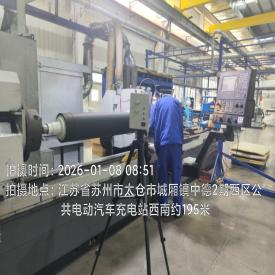 拍摄时间: 2026-01-08 08:51
拍摄地点: 江苏省苏州市太仓市城厢镇中德2期西区公
共电动汽车充电站西南约195米